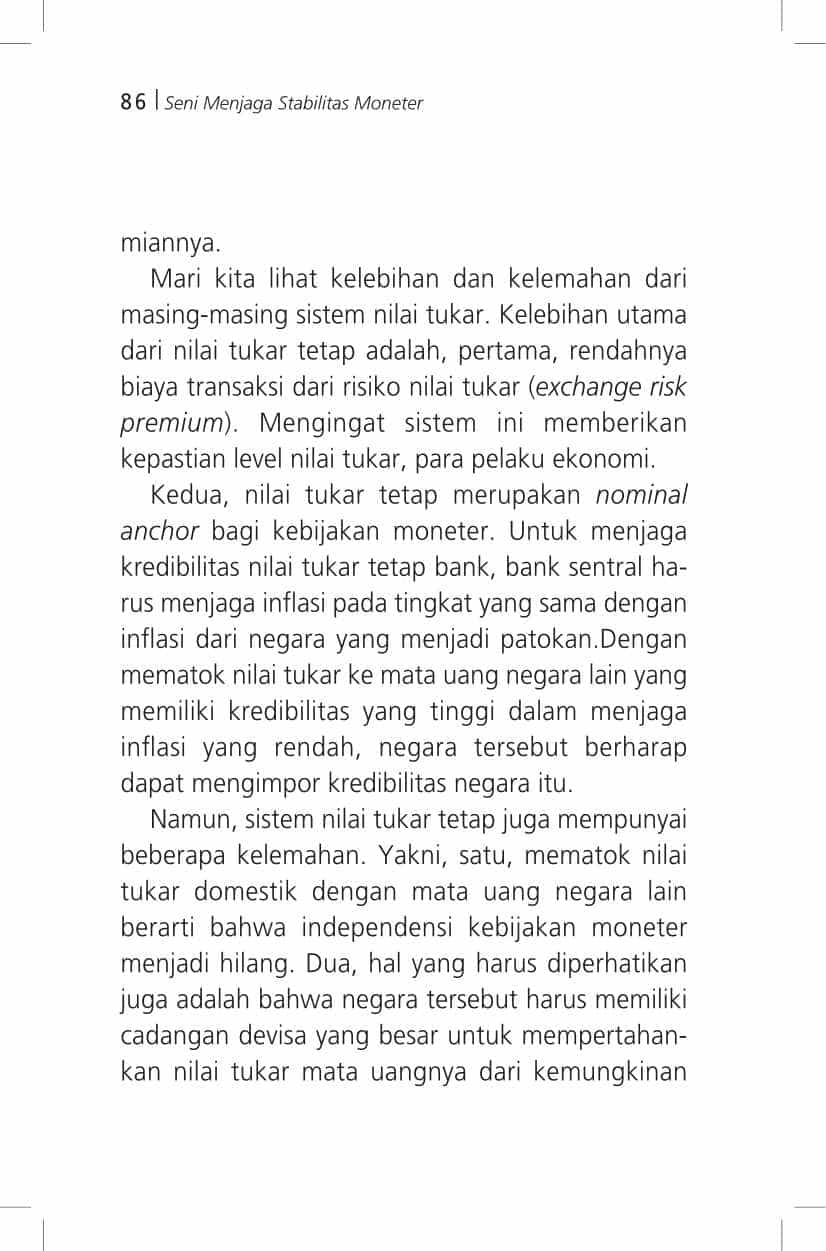 86 | Seni Menjaga Stabilitas Moneter
miannya.
Mari kita lihat kelebihan dan kelemahan dari
masing-masing sistem nilai tukar. Kelebihan utama
dari nilai tukar tetap adalah, pertama, rendahnya
biaya transaksi dari risiko nilai tukar (exchange risk
premium). Mengingat sistem ini memberikan
kepastian level nilai tukar, para pelaku ekonomi.
Kedua, nilai tukar tetap merupakan nominal
anchor bagi kebijakan moneter. Untuk menjaga
kredibilitas nilai tukar tetap bank, bank sentral ha-
rus menjaga inflasi pada tingkat yang sama dengan
inflasi dari negara yang menjadi patokan.Dengan
mematok nilai tukar ke mata uang negara lain yang
memiliki kredibilitas yang tinggi dalam menjaga
inflasi yang rendah, negara tersebut berharap
dapat mengimpor kredibilitas negara itu.
Namun, sistem nilai tukar tetap juga mempunyai
beberapa kelemahan. Yakni, satu, mematok nilai
tukar domestik dengan mata uang negara lain
berarti bahwa independensi kebijakan moneter
menjadi hilang. Dua, hal yang harus diperhatikan
juga adalah bahwa negara tersebut harus memiliki
cadangan devisa yang besar untuk mempertahan-
kan nilai tukar mata uangnya dari kemungkinan